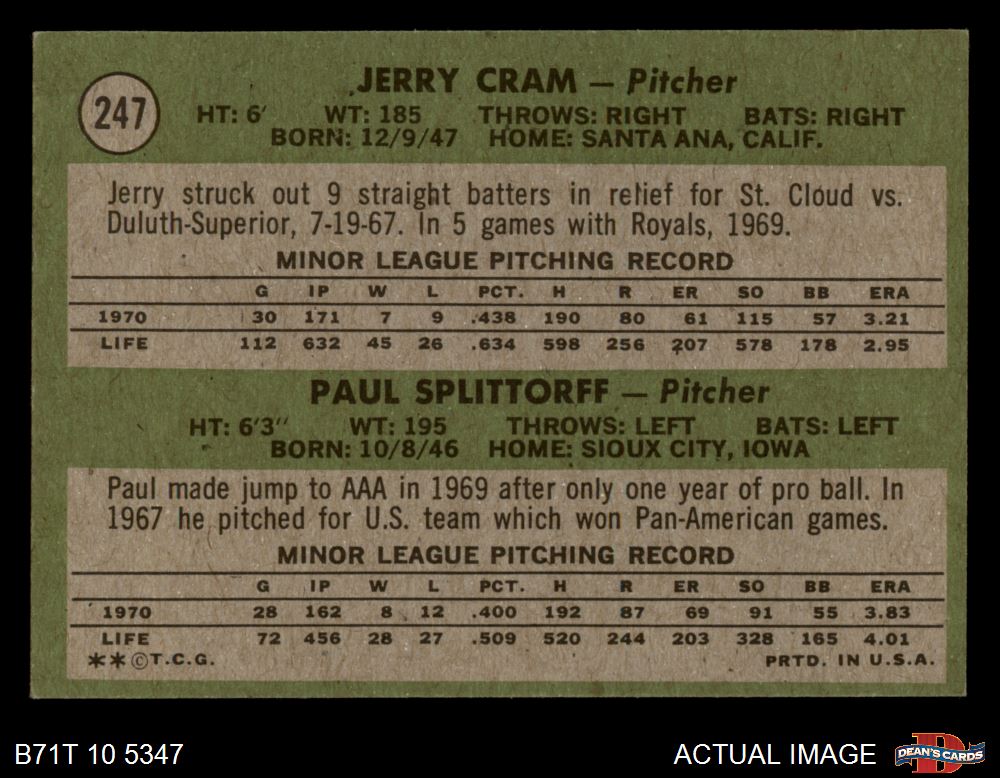 247
JERRY CRAM — Pitcher
HT: 6' WT: 185 THROWS: RIGHT BATS: RIGHT
BORN: 12/9/47 HOME: SANTA ANA, CALIF.
Jerry struck out 9 straight batters in relief for St. Cloud vs.
Duluth-Superior, 7-19-67. In 5 games with Royals, 1969.
MINOR LEAGUE PITCHING RECORD
G IP W L PCT. H R ER SO BB ERA
1970 30 171 7 9 .438 190 80 61 115 57 3.21
LIFE 112 632 45 26 .634 598 256 207 578 178 2.95
PAUL SPLITTORFF — Pitcher
HT: 6'3" WT: 195 THROWS: LEFT BATS: LEFT
BORN: 10/8/46 HOME: SIOUX CITY, IOWA
Paul made jump to AAA in 1969 after only one year of pro ball. In
1967 he pitched for U.S. team which won Pan-American games.
MINOR LEAGUE PITCHING RECORD
G IP W L PCT. H R ER SO BB ERA
1970 28 162 8 12 .400 192 87 69 91 55 3.83
LIFE 72 456 28 27 .509 520 244 203 328 165 4.01
**©T.C.G. PRTD. IN U.S.A.
B71T 10 5347 ACTUAL IMAGE DEAN'S CARDS